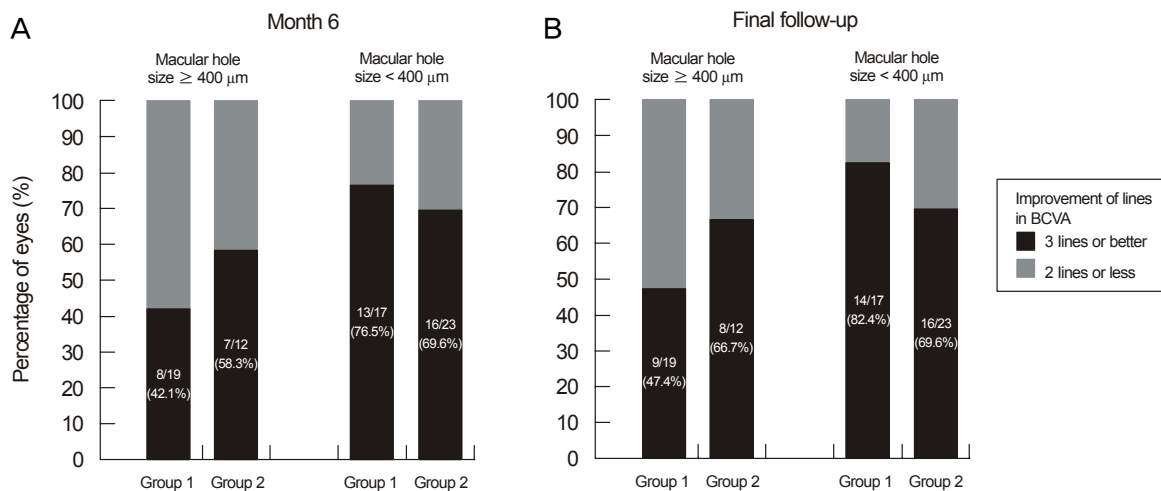 A
Month 6
Macular hole
size ≥ 400 μm
Macular hole
size < 400 μm
Percentage of eyes (%)
100
90
80
70
60
50
40
30
20
10
0
8/19
(42.1%)
7/12
(58.3%)
13/17
(76.5%)
16/23
(69.6%)
Group 1
Group 2
Group 1
Group 2
B
Final follow-up
Macular hole
size ≥ 400 μm
Macular hole
size < 400 μm
100
90
80
70
60
50
40
30
20
10
0
9/19
(47.4%)
8/12
(66.7%)
14/17
(82.4%)
16/23
(69.6%)
Group 1
Group 2
Group 1
Group 2
Improvement of lines
in BCVA
3 lines or better
2 lines or less